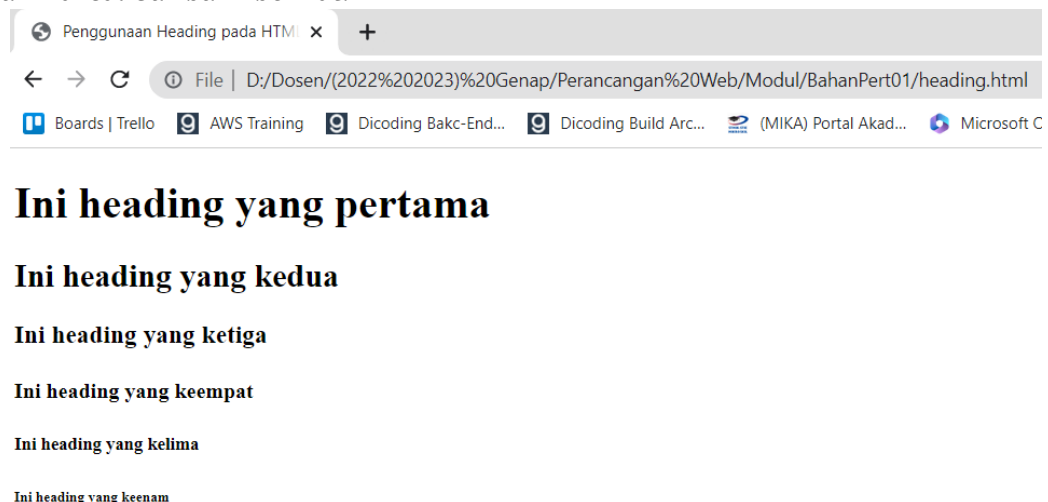 Penggunaan Heading pada HTM
File | D:/Dosen/(2022%202023)%20Genap/Perancangan%20Web/Modul/BahanPert01/heading.html
Boards | Trello AWS Training Dicoding Bakc-End... Dicoding Build Arc... (MIKA) Portal Akad... Microsoft
Ini heading yang pertama
Ini heading yang kedua
Ini heading yang ketiga
Ini heading yang keempat
Ini heading yang kelima
Ini heading yang keenam